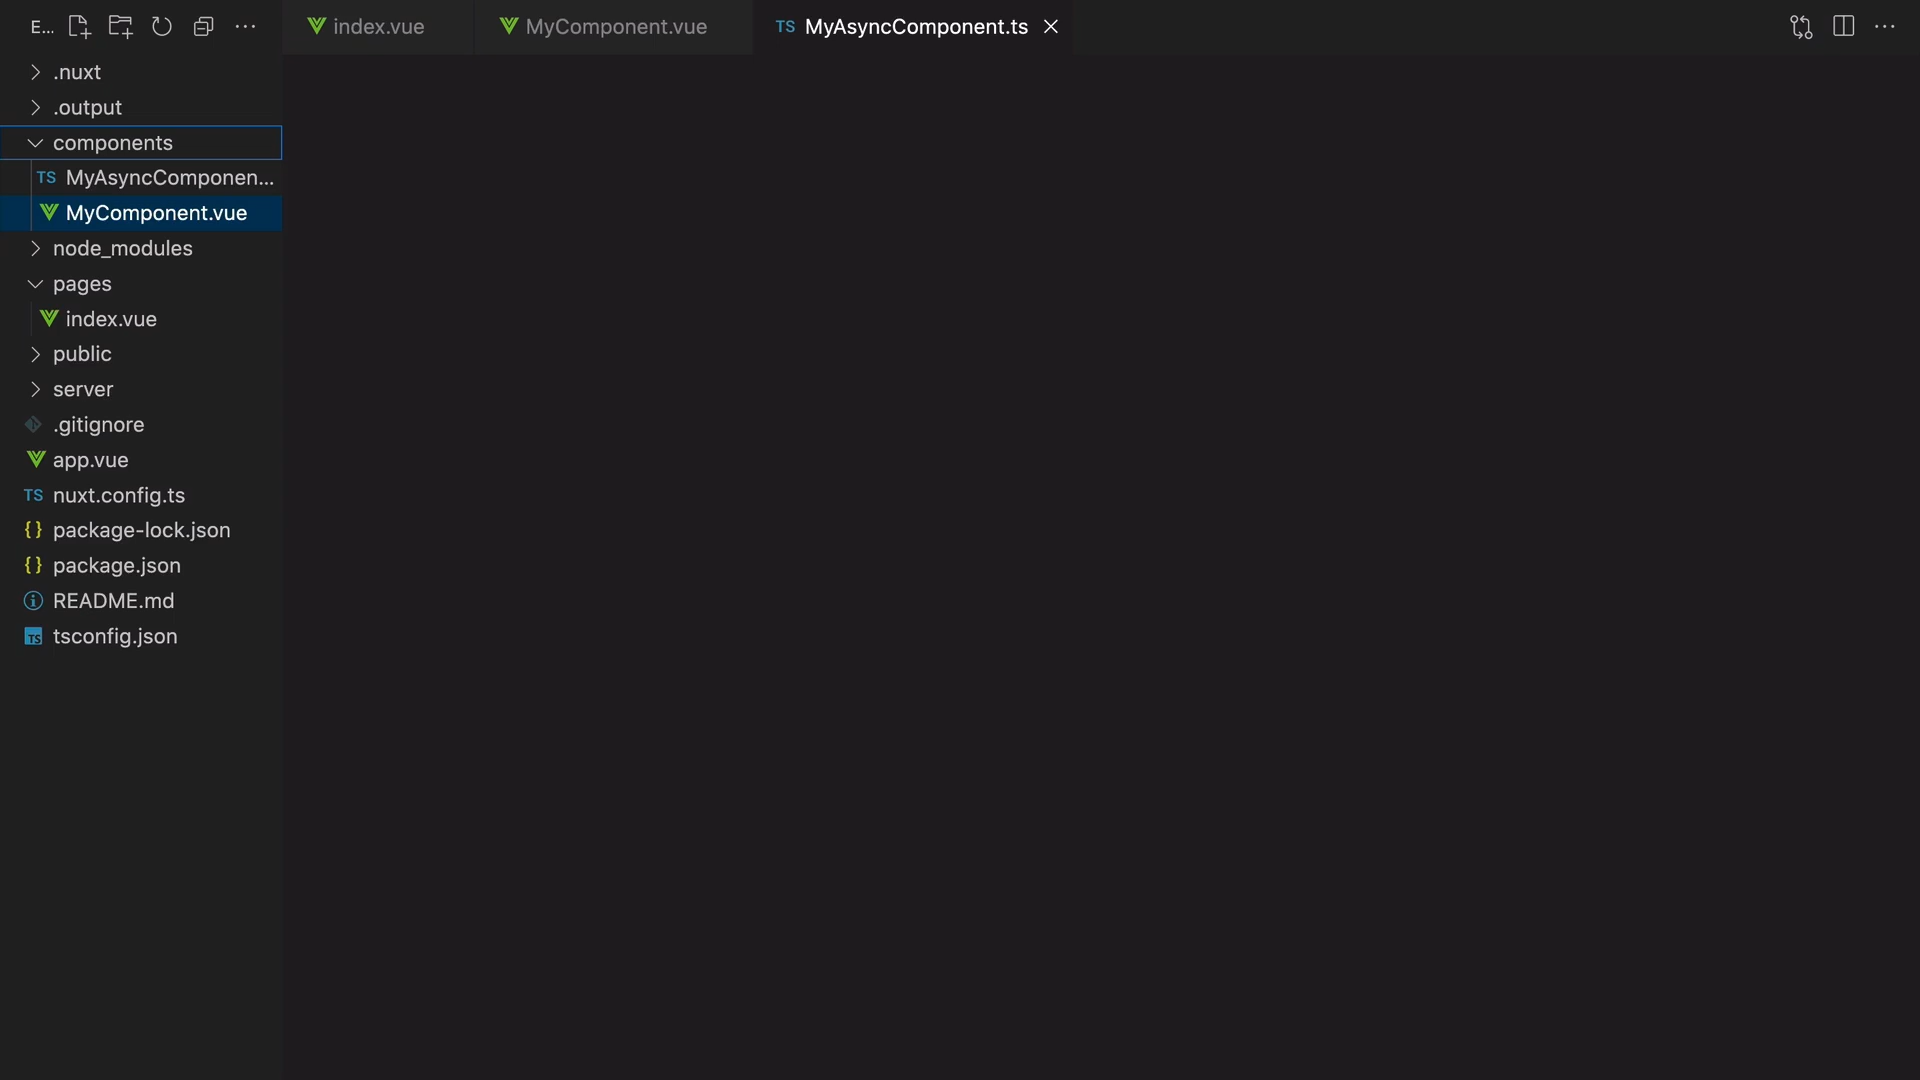 E...
index.vue
MyComponent.vue
TS MyAsyncComponent.ts
.nuxt
.output
components
TS MyAsyncComponen...
MyComponent.vue
node_modules
pages
index.vue
public
server
.gitignore
app.vue
TS nuxt.config.ts
{} package-lock.json
{} package.json
README.md
TS tsconfig.json